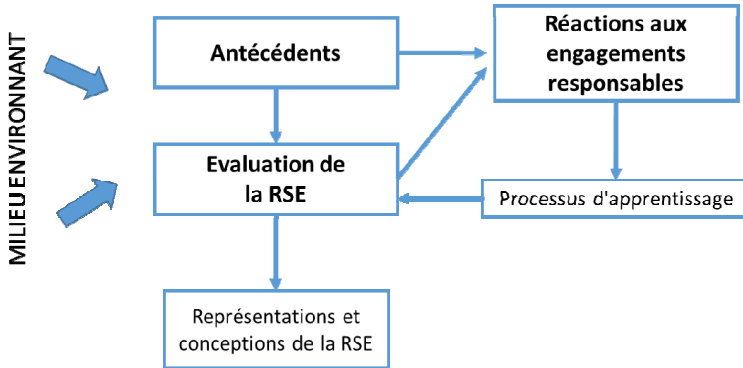 MILIEU ENVIRONNANT
Antécédents
Réactions aux
engagements
responsables
Evaluation de
la RSE
Processus d'apprentissage
Représentations et
conceptions de la RSE